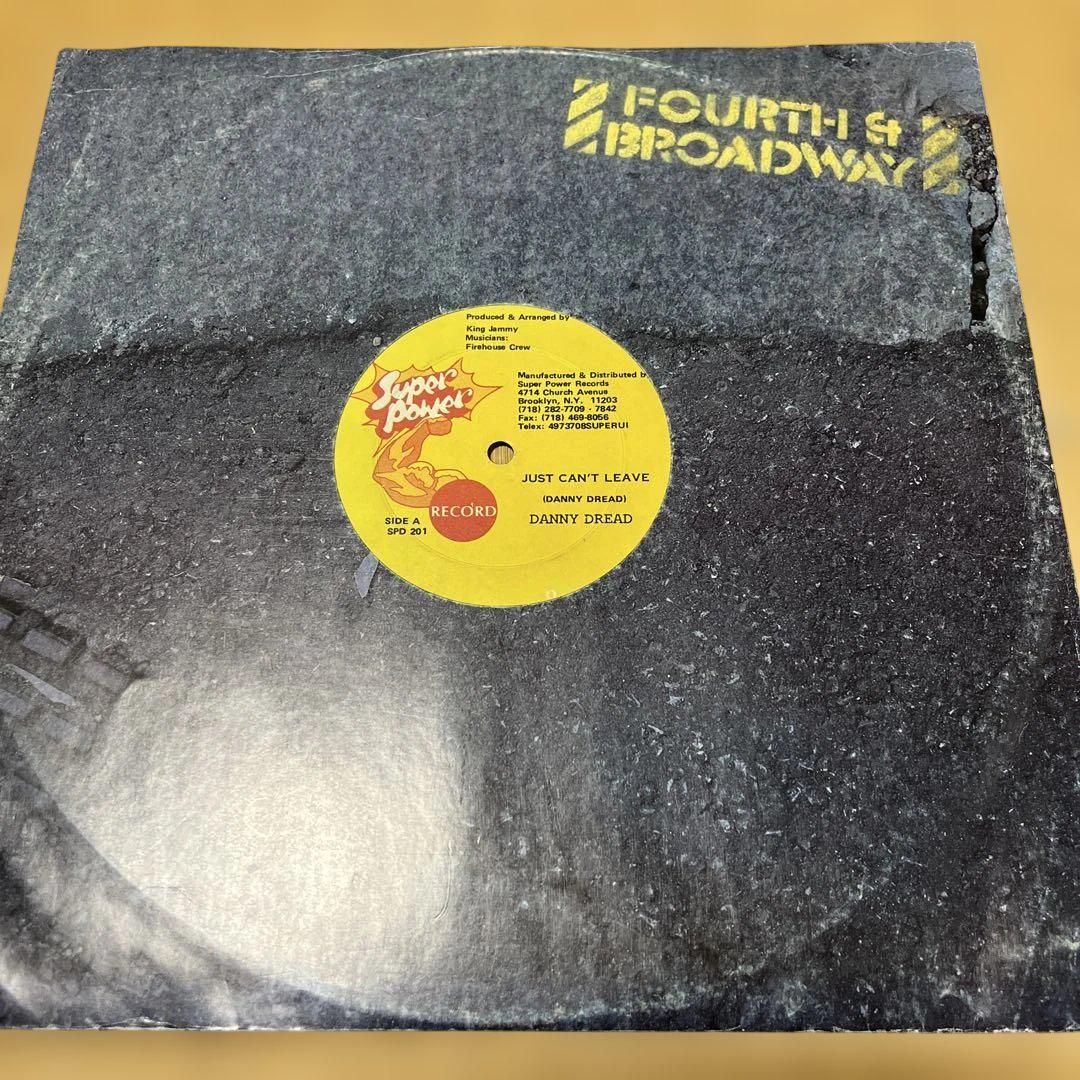 FOURTH &
BROADWAY
Produced & Arranged by
King Jammy
Musicians:
Firehouse Crew
Super
Power
Manufactured & Distributed b
Super Power Records
4714 Church Avenue
Brooklyn, N.Y. 11203
(718) 282-7709 - 7842
Fax: (718) 469-8056
Telex: 4973708SUPERUI
JUST CAN'T LEAVE
(DANNY DREAD)
DANNY DREAD
RECORD
SIDE A
SPD 201